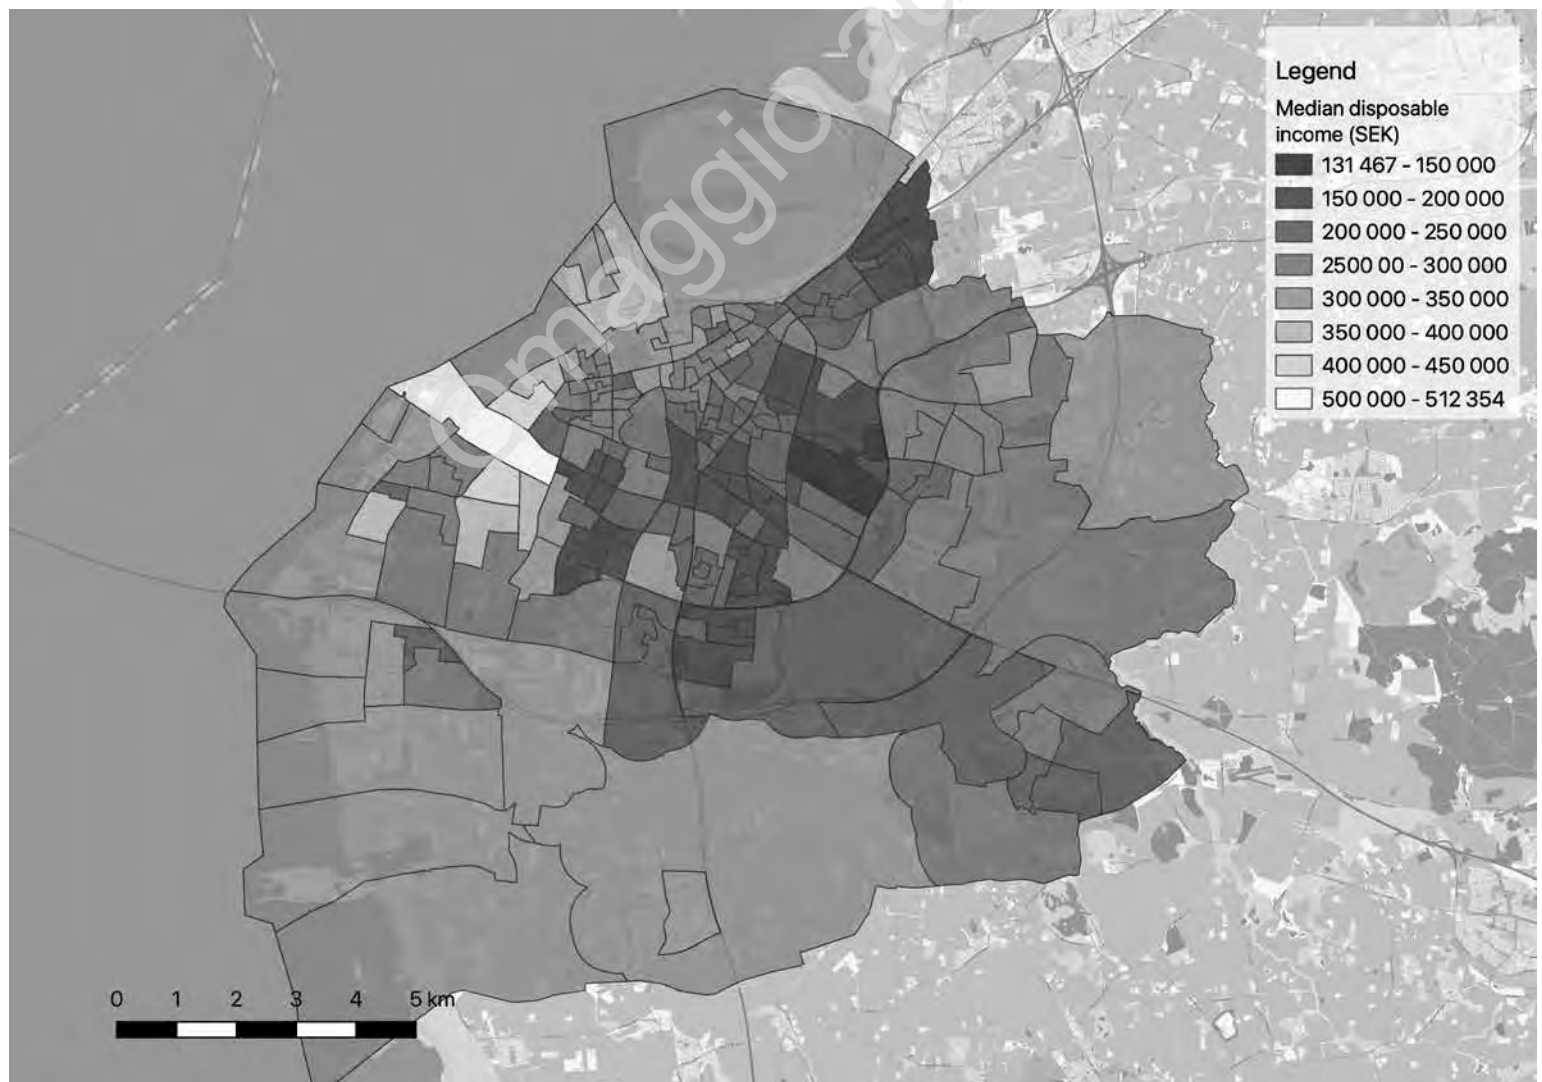 ©omaggio au
Legend
Median disposable
income (SEK)
131 467 - 150 000
150 000 - 200 000
200 000 - 250 000
2500 00 - 300 000
300 000 - 350 000
350 000 - 400 000
400 000 - 450 000
500 000 - 512 354
0 1 2 3 4 5 km